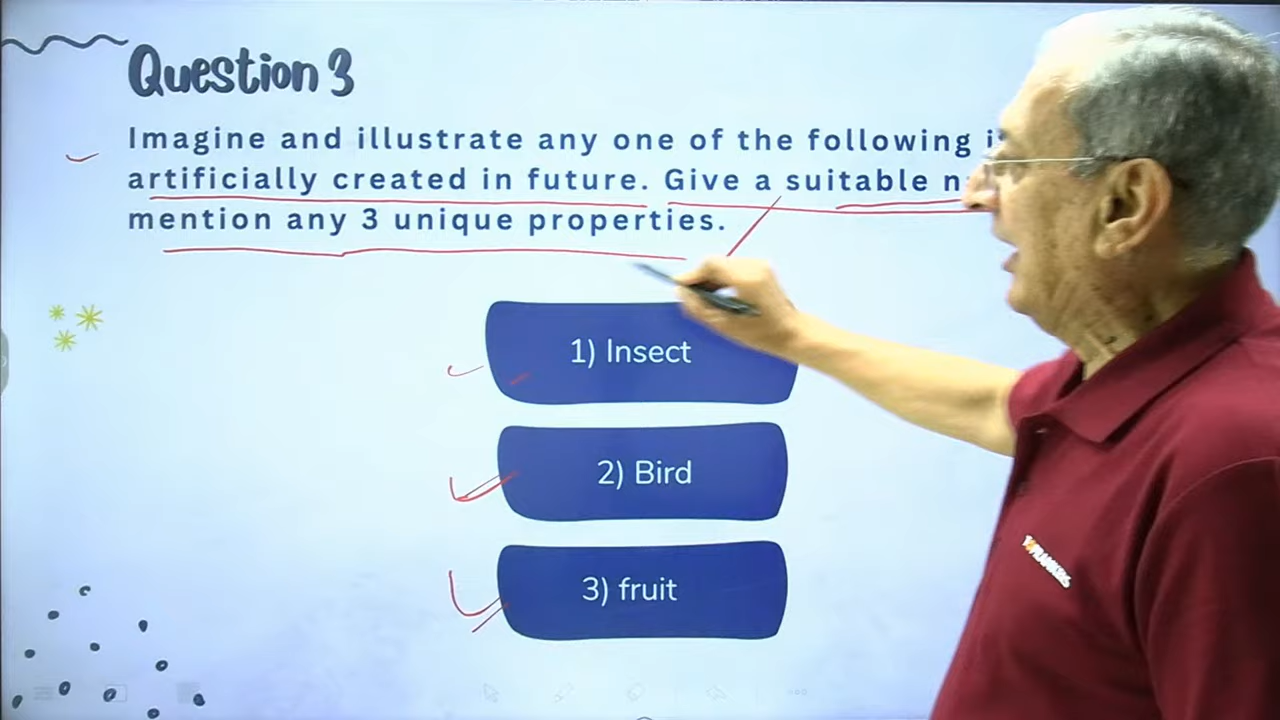 Question 3
Imagine and illustrate any one of the following
artificially created in future. Give a suitable
mention any 3 unique properties.
1) Insect
2) Bird
3) fruit
TOPRANKERS